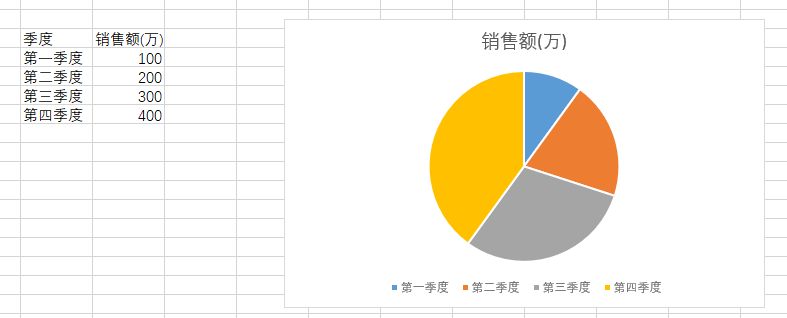 季度 销售额(万)
第一季度 100
第二季度 200
第三季度 300
第四季度 400
销售额(万)
第一季度 第二季度 第三季度 第四季度